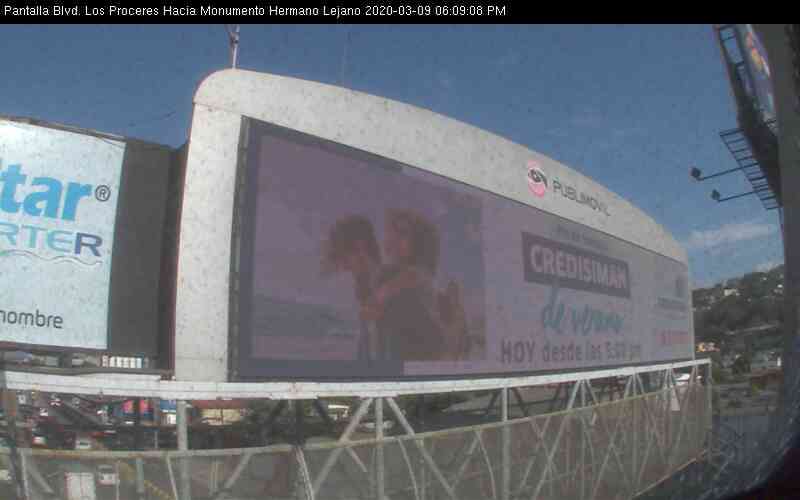 Pantalla Blvd. Los Proceres Hacia Monumento Hermano Lejano 2020-03-09 06:09:08 PM
PUBLIMOVIL
tar®
RTER
nombre
CREDISIMAN
de verano
HOY desde las 5:00 pm